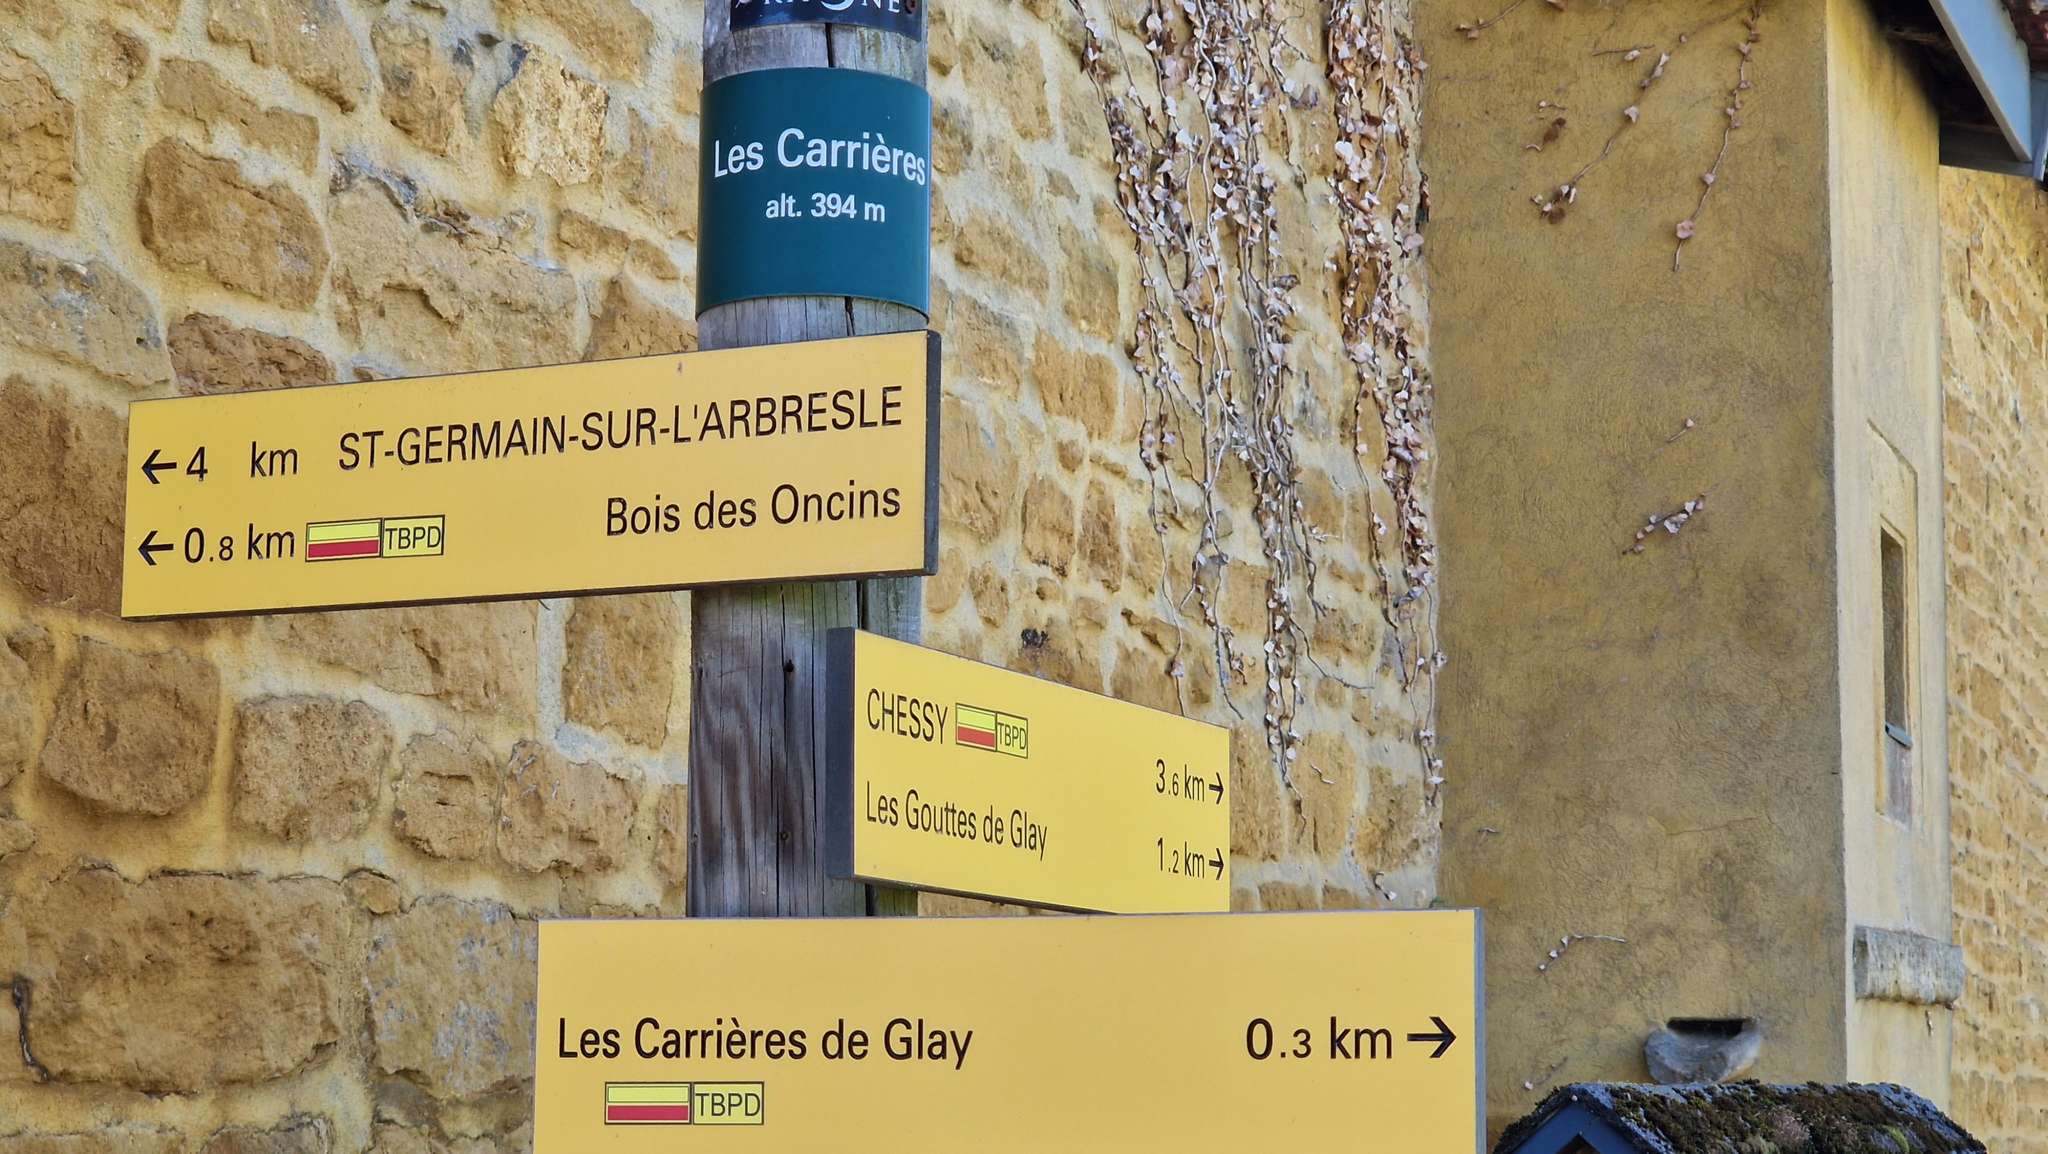 Les Carrières
alt. 394 m
← 4 km ST-GERMAIN-SUR-L'ARBRESLE
← 0.8 km TBPD Bois des Oncins
CHESSY TBPD 3.6 km →
Les Gouttes de Glay 1.2 km →
Les Carrières de Glay 0.3 km →
TBPD